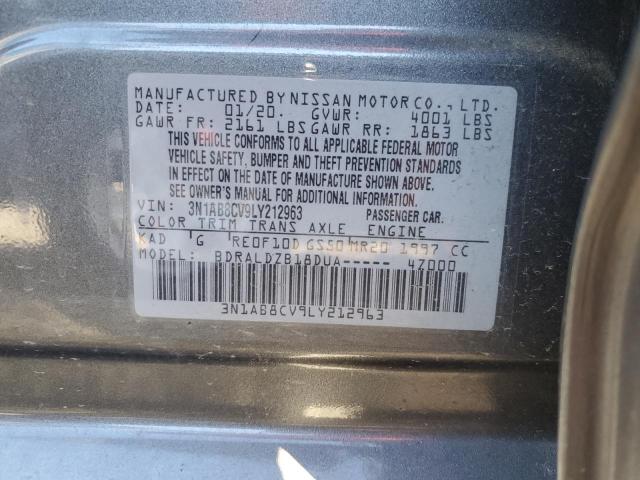 MANUFACTURED BY NISSAN MOTOR CO., LTD.
DATE: 01/20. GVWR: 4001 LBS
GAWR FR: 2161 LBS GAWR RR: 1863 LBS
THIS VEHICLE CONFORMS TO ALL APPLICABLE FEDERAL MOTOR
VEHICLE SAFETY, BUMPER AND THEFT PREVENTION STANDARDS
IN EFFECT ON THE DATE OF MANUFACTURE SHOWN ABOVE.
SEE OWNER'S MANUAL FOR ADDITIONAL INFORMATION.
VIN: 3N1AB8CV9LY212963 PASSENGER CAR.
COLOR TRIM TRANS AXLE ENGINE
KAD G RE0F10D GS50 MR20 1997 CC
MODEL: BDRALDZB18DUA----- 4Z000
3N1AB8CV9LY212963